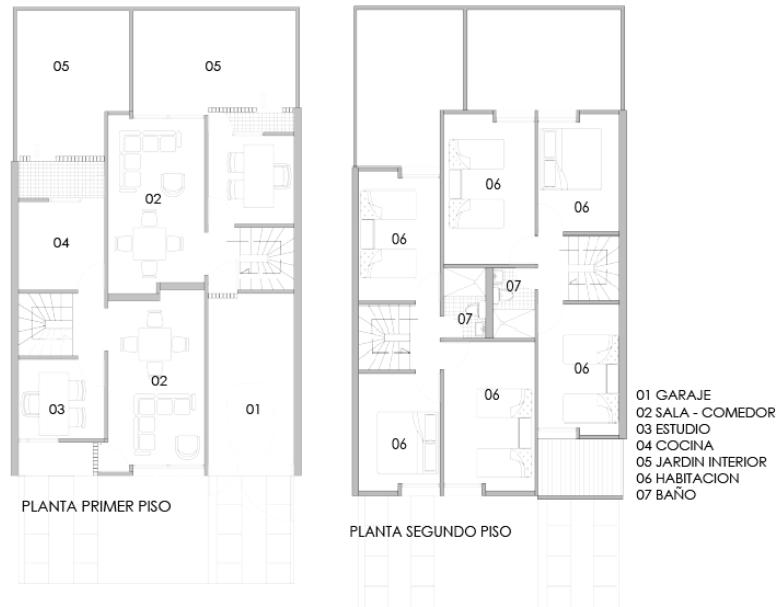 05
05
02
04
03
02
01
PLANTA PRIMER PISO
06
06
06
07
07
06
06
06
PLANTA SEGUNDO PISO
01 GARAJE
02 SALA - COMEDOR
03 ESTUDIO
04 COCINA
05 JARDIN INTERIOR
06 HABITACION
07 BAÑO